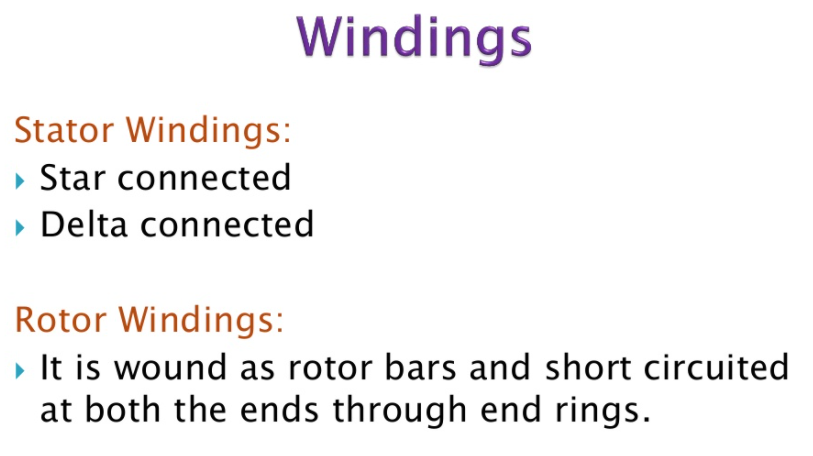 Windings
Stator Windings:
Star connected
Delta connected
Rotor Windings:
It is wound as rotor bars and short circuited
at both the ends through end rings.